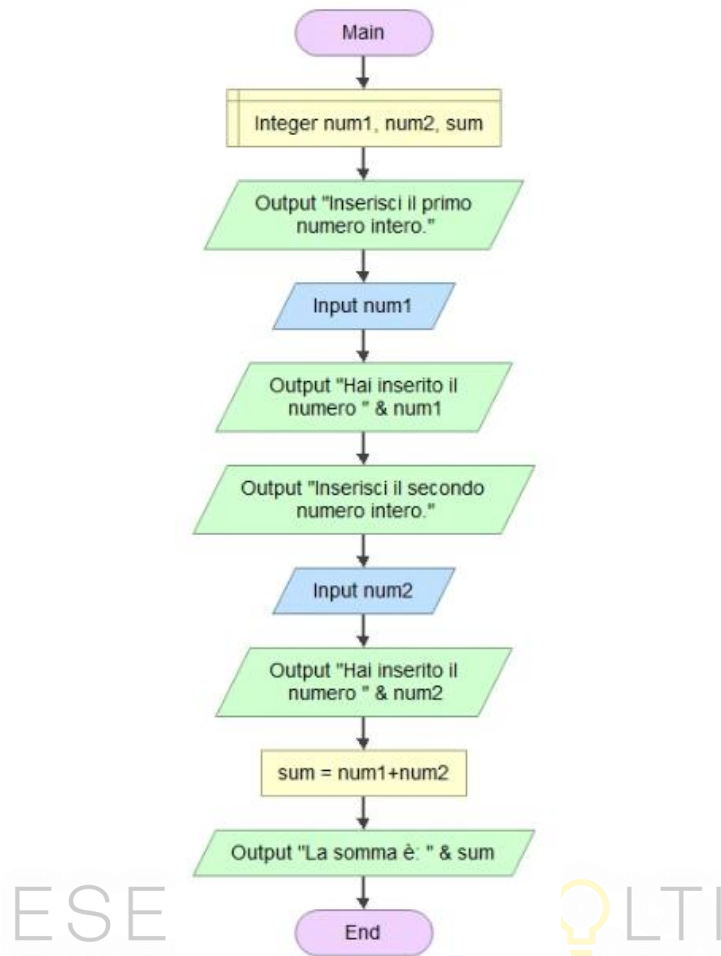 Main
Integer num1, num2, sum
Output "Inserisci il primo
numero intero."
Input num1
Output "Hai inserito il
numero " & num1
Output "Inserisci il secondo
numero intero."
Input num2
Output "Hai inserito il
numero " & num2
sum = num1+num2
Output "La somma è: " & sum
ESE LTI
End